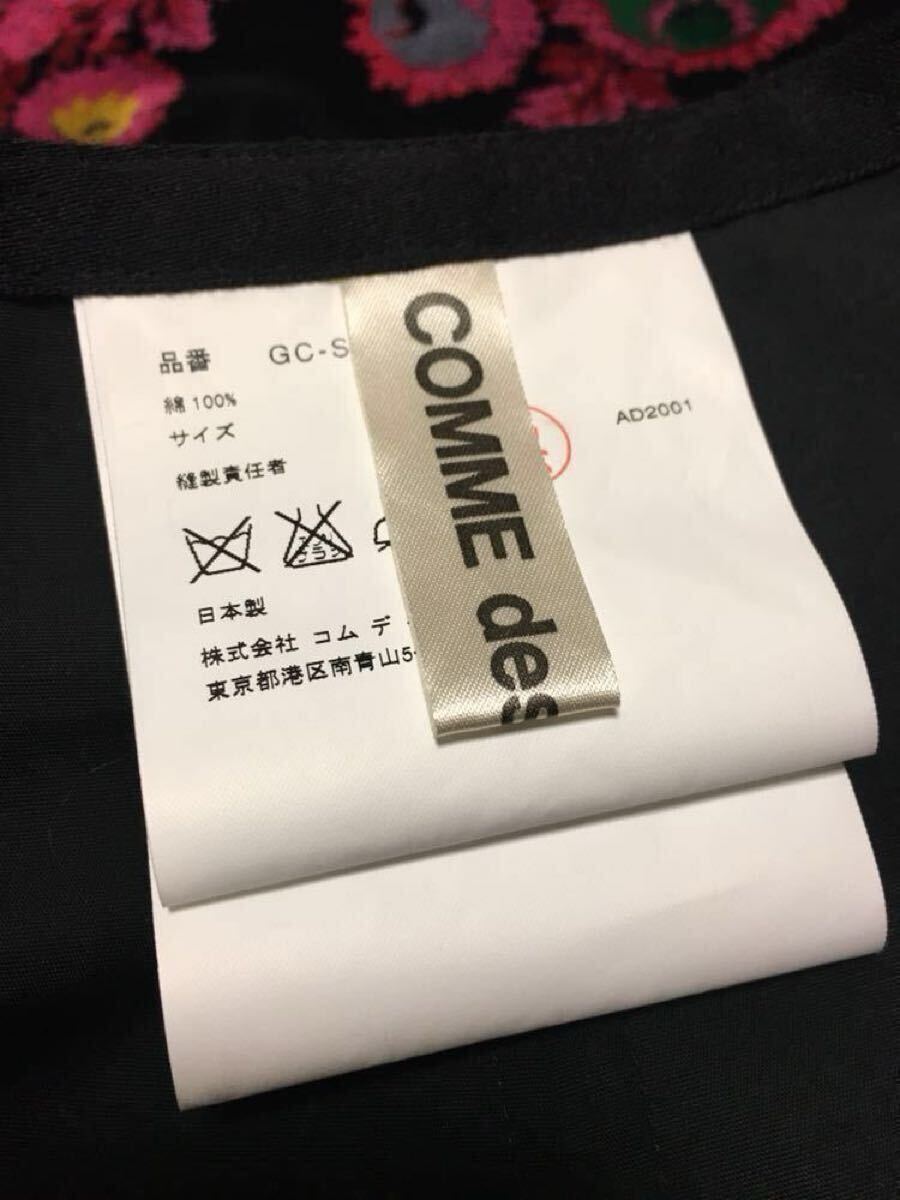 品番 GC-S
綿 100%
サイズ
縫製責任者
日本製
株式会社 コム デ
東京都港区南青山5-
COMME des
AD2001